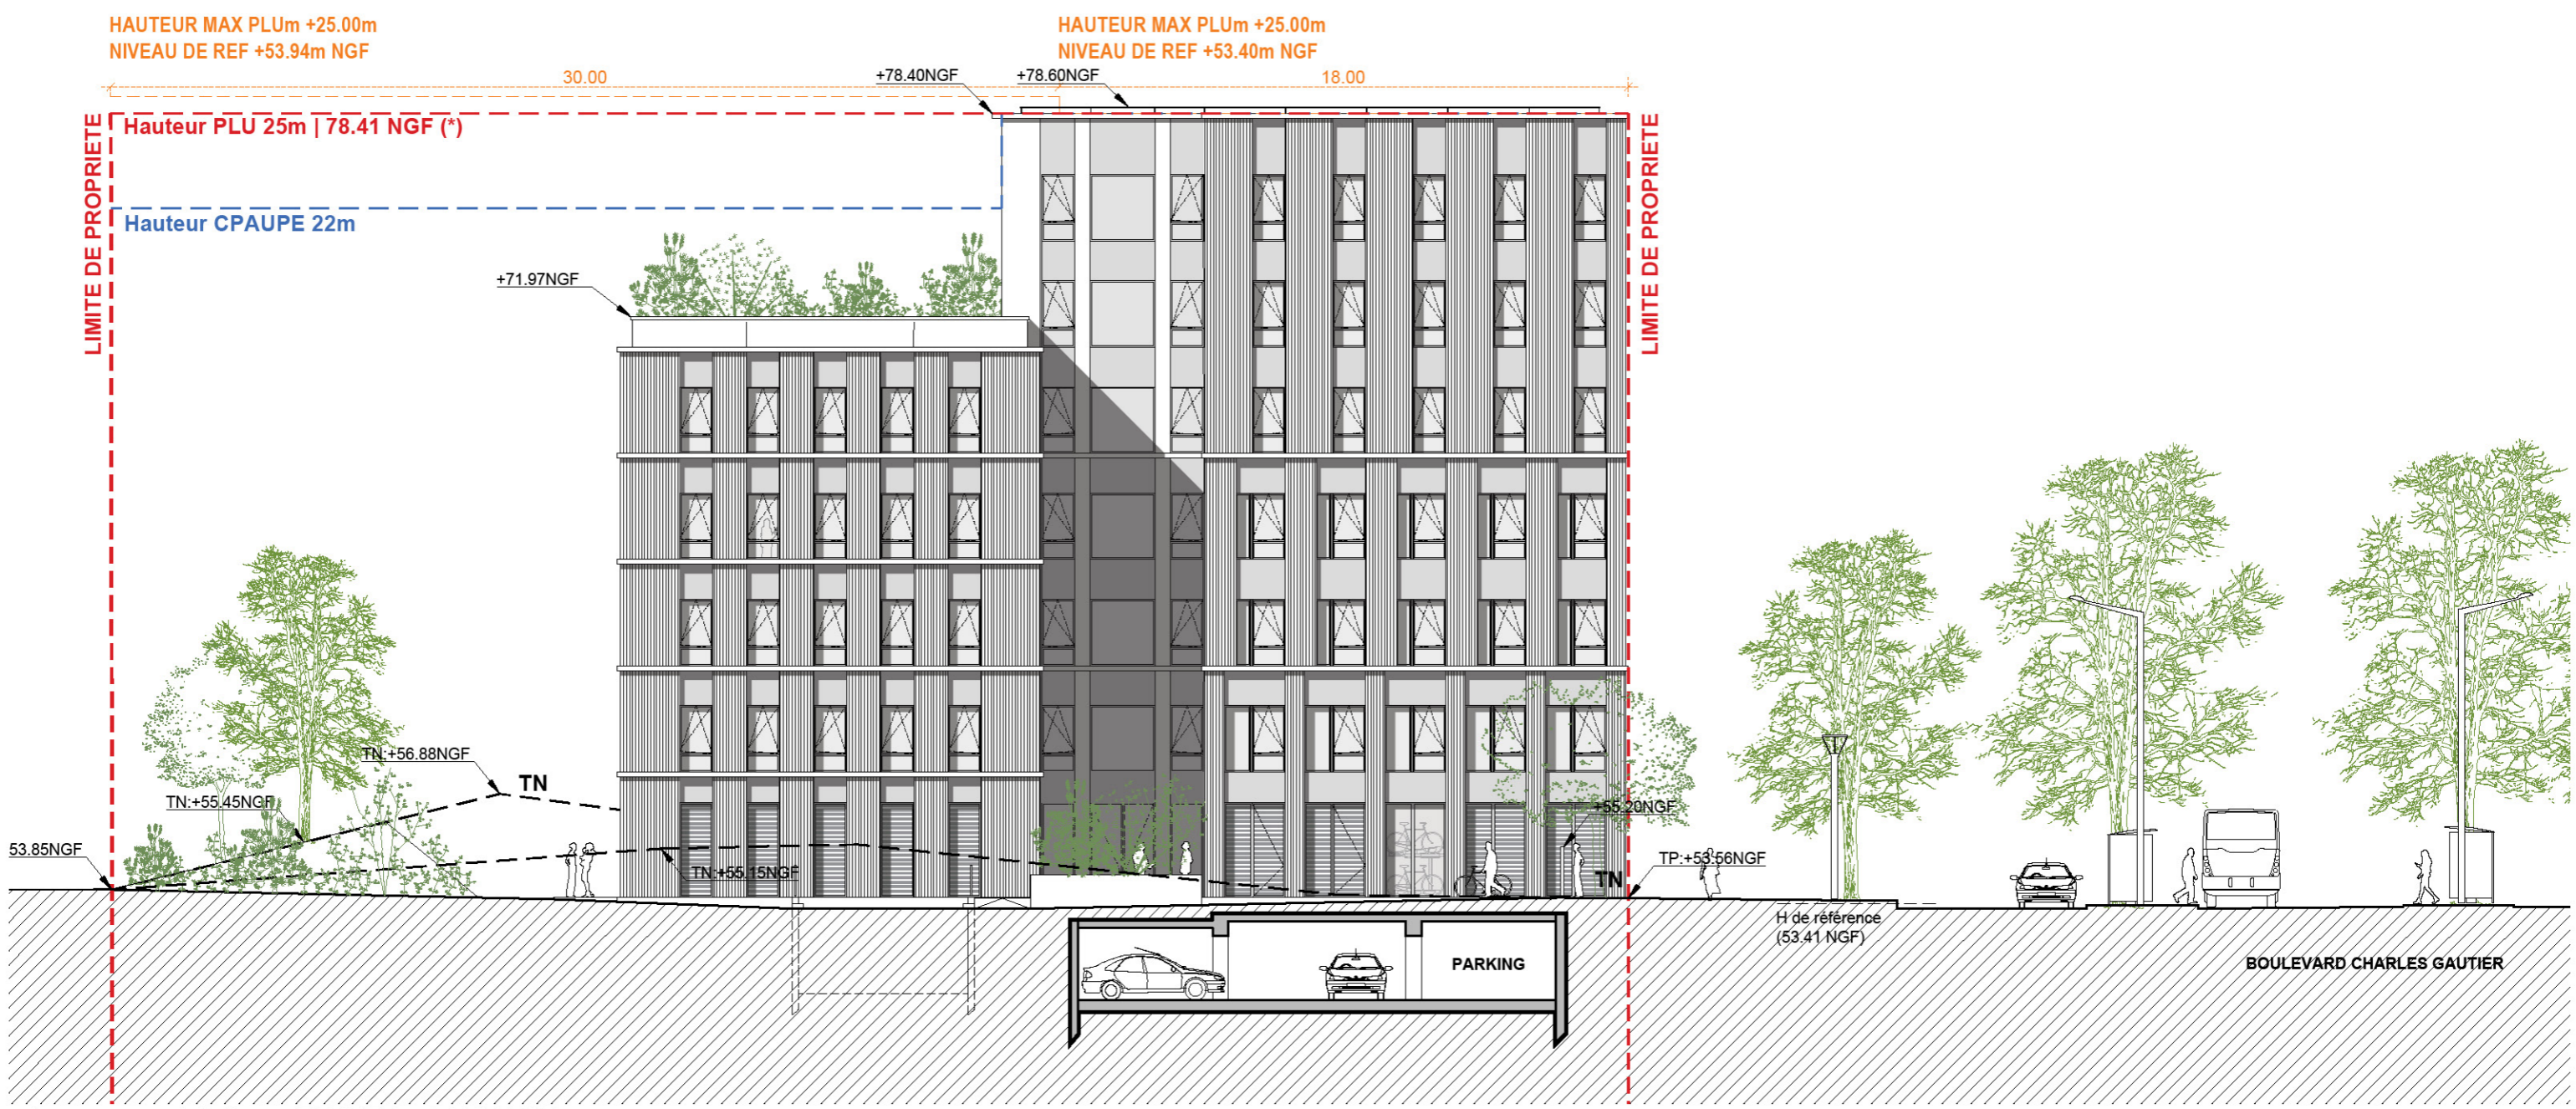 HAUTEUR MAX PLUm +25.00m
NIVEAU DE REF +53.94m NGF
HAUTEUR MAX PLUm +25.00m
NIVEAU DE REF +53.40m NGF
30.00
+78.40NGF
+78.60NGF
18.00
LIMITE DE PROPRIETE
Hauteur PLU 25m | 78.41 NGF (*)
LIMITE DE PROPRIETE
Hauteur CPAUPE 22m
+71.97NGF
TN:+56.88NGF
TN
TN:+55.45NGF
+55.20NGF
53.85NGF
TN:+55.15NGF
TP:+53.56NGF
TN
H de référence
(53.41 NGF)
PARKING
BOULEVARD CHARLES GAUTIER